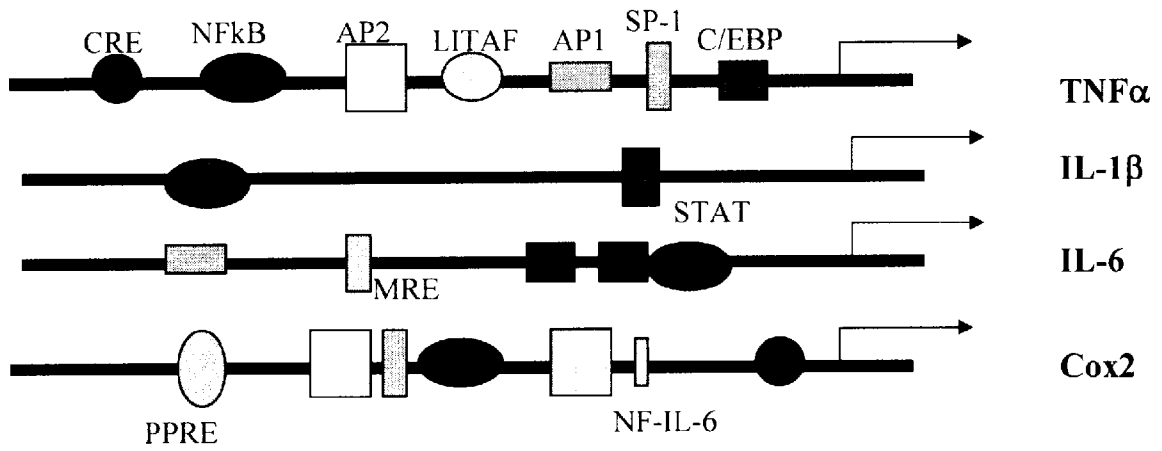 CRE NFkB AP2 LITAF AP1 SP-1 C/EBP
TNFα
IL-1β
STAT
IL-6
MRE
Cox2
NF-IL-6
PPRE